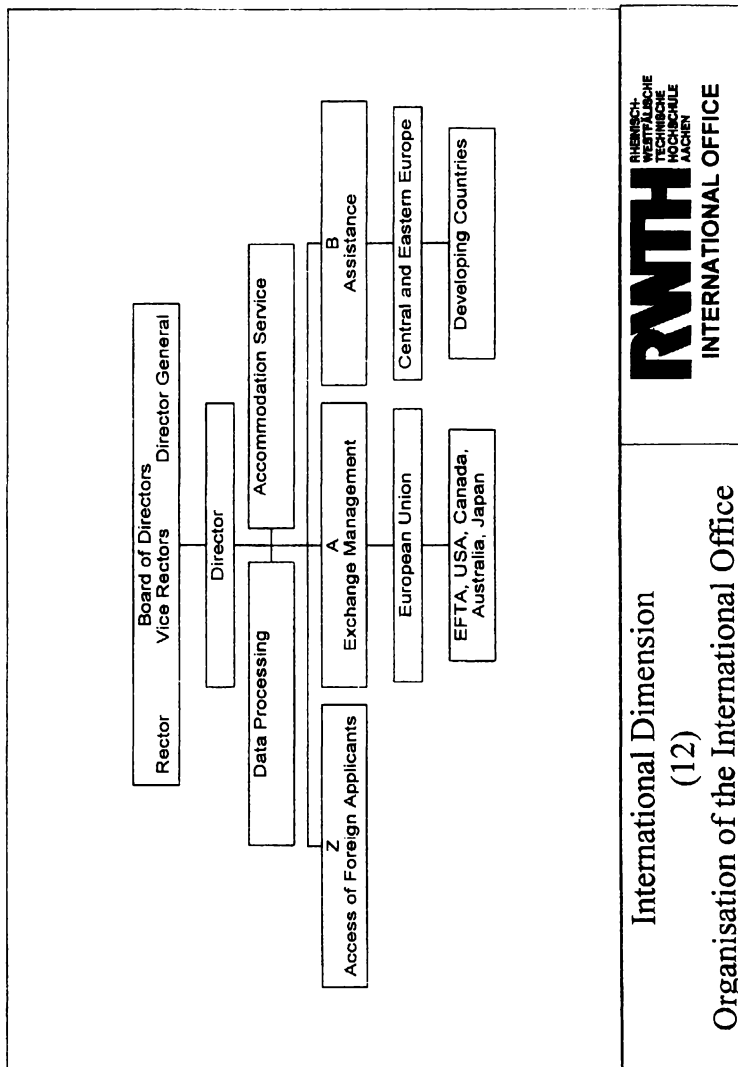 Board of Directors
Rector Vice Rectors Director General
Director
Data Processing
Accommodation Service
Z
Access of Foreign Applicants
A
Exchange Management
B
Assistance
European Union
Central and Eastern Europe
EFTA, USA, Canada,
Australia, Japan
Developing Countries
International Dimension
(12)
Organisation of the International Office
RWTH
RHEINISCH-
WESTFÄLISCHE
TECHNISCHE
HOCHSCHULE
AACHEN
INTERNATIONAL OFFICE